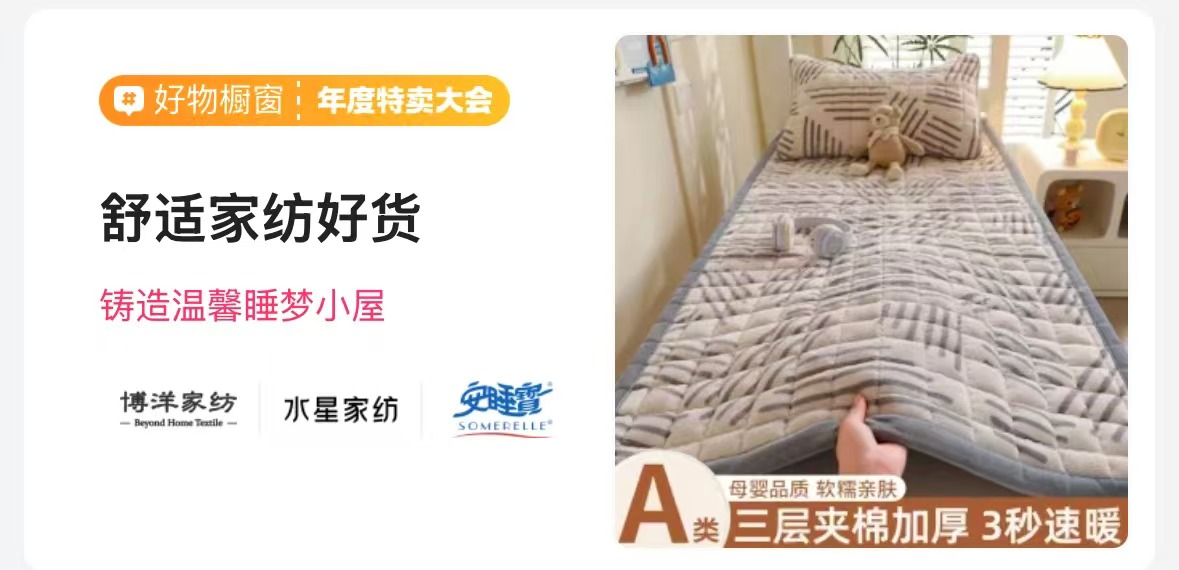 好物橱窗 年度特卖大会
舒适家纺好货
铸造温馨睡梦小屋
博洋家纺
Beyond Home Textile
水星家纺
安睡寶®
SOMERELLE®
A类
母婴品质 软糯亲肤
三层夹棉加厚 3秒速暖